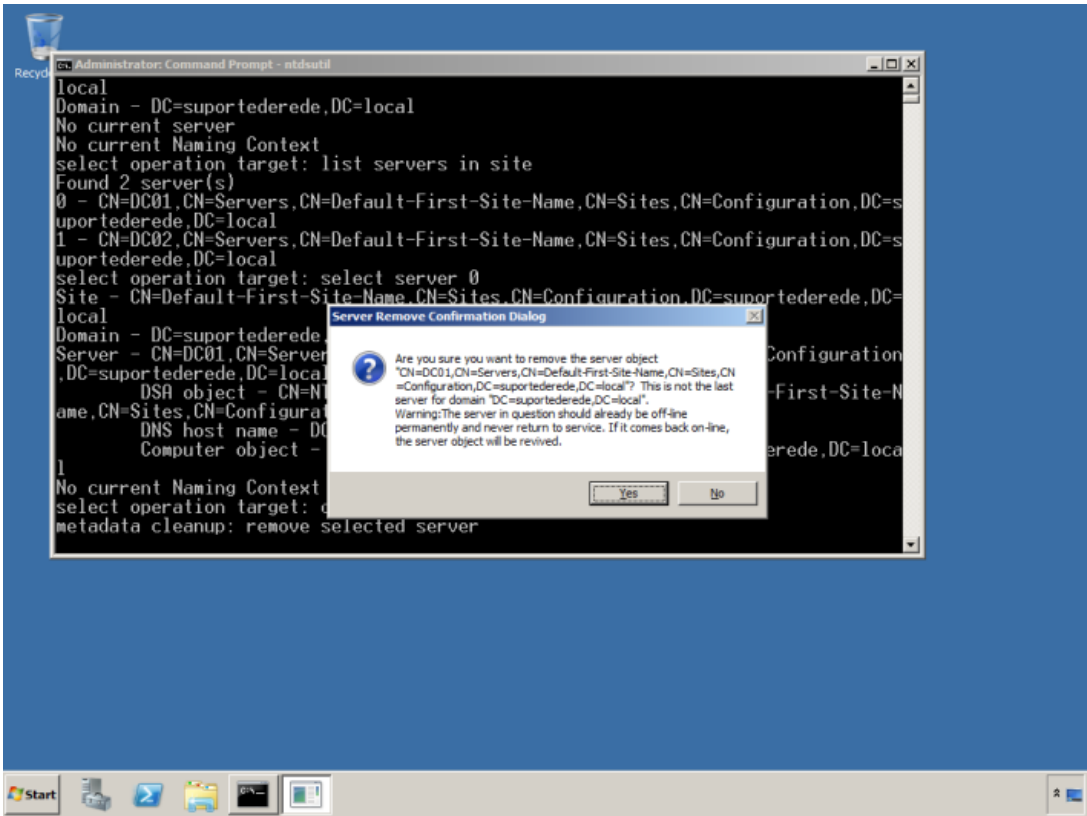 Recyc
Administrator: Command Prompt - ntdsutil
local
Domain - DC=suportederede,DC=local
No current server
No current Naming Context
select operation target: list servers in site
Found 2 server(s)
0 - CN=DC01,CN=Servers,CN=Default-First-Site-Name,CN=Sites,CN=Configuration,DC=s
uportederede,DC=local
1 - CN=DC02,CN=Servers,CN=Default-First-Site-Name,CN=Sites,CN=Configuration,DC=s
uportederede,DC=local
select operation target: select server 0
Site - CN=Default-First-Site-Name,CN=Sites,CN=Configuration,DC=suportederede,DC=
local
Domain - DC=suportederede,
Server - CN=DC01,CN=Server Configuration
,DC=suportederede,DC=local
DSA object - CN=NT -First-Site-N
ame,CN=Sites,CN=Configurat
DNS host name - DC
Computer object - erede,DC=loca
l
No current Naming Context
select operation target:
metadata cleanup: remove selected server
Server Remove Confirmation Dialog
Are you sure you want to remove the server object
"CN=DC01,CN=Servers,CN=Default-First-Site-Name,CN=Sites,CN
=Configuration,DC=suportederede,DC=local"? This is not the last
server for domain "DC=suportederede,DC=local".
Warning:The server in question should already be off-line
permanently and never return to service. If it comes back on-line,
the server object will be revived.
Yes
No
Start